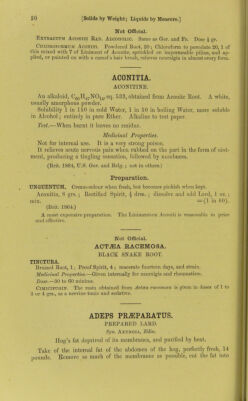 20 [Solids by Weight; Liquids by Measure.]
Not Official.
EXTRACTUM ACONITI RAD. ALCOHOLIC. Same as Ger. and Fr. Dose ¼ gr.
CHLOROFORMUM ACONITI. Powdered Root, 20; Chloroform to percolate 20, 1 of
this mixed with 7 of Liniment of Aconite, sprinkled on impermeable piline, and ap-
plied, or painted on with a camel's hair brush, relieves neuralgia in almost every form.
ACONITIA.
ACONITINE.
An alkaloid, C₆₀H₄₇NO₁₄, eq. 533, obtained from Aconite Root. A white,
usually amorphous powder.
Solubility 1 in 150 in cold Water, 1 in 50 in boiling Water, more soluble
in Alcohol; entirely in pure Ether. Alkaline to test paper.
Test.—When burnt it leaves no residue.
Medicinal Properties.
Not for internal use. It is a very strong poison.
It relieves acute nervous pain when rubbed on the part in the form of oint-
ment, producing a tingling sensation, followed by numbness.
(Brit. 1864, U.S. Ger. and Belg.; not in others.)
Preparation.
UNGUENTUM. Cream-colour when fresh, but becomes pinkish when kept.
Aconitia, 8 grs.; Rectified Spirit, ½ drm.; dissolve and add Lard, 1 oz.;
mix. =(1 in 60).
(Brit. 1864.)
A most expensive preparation. The LINIMENTUM ACONITI is reasonable in price
and effective.
Not Official.
ACTÆA RACEMOSA.
BLACK SNAKE ROOT.
TINCTURA.
Bruised Root, 1; Proof Spirit, 4; macerate fourteen days, and strain.
Medicinal Properties.—Given internally for neuralgia and rheumatism.
Dose.—30 to 60 minims.
CIMICIFUGIN. The resin obtained from Actæa racemosa is given in doses of 1 to
3 or 4 grs., as a nervine tonic and sedative.
ADEPS PRÆPARATUS.
PREPARED LARD.
Syn. AXUNGIA, Edin.
Hog's fat deprived of its membranes, and purified by heat.
Take of the internal fat of the abdomen of the hog, perfectly fresh, 14
pounds. Remove as much of the membranes as possible, cut the fat into